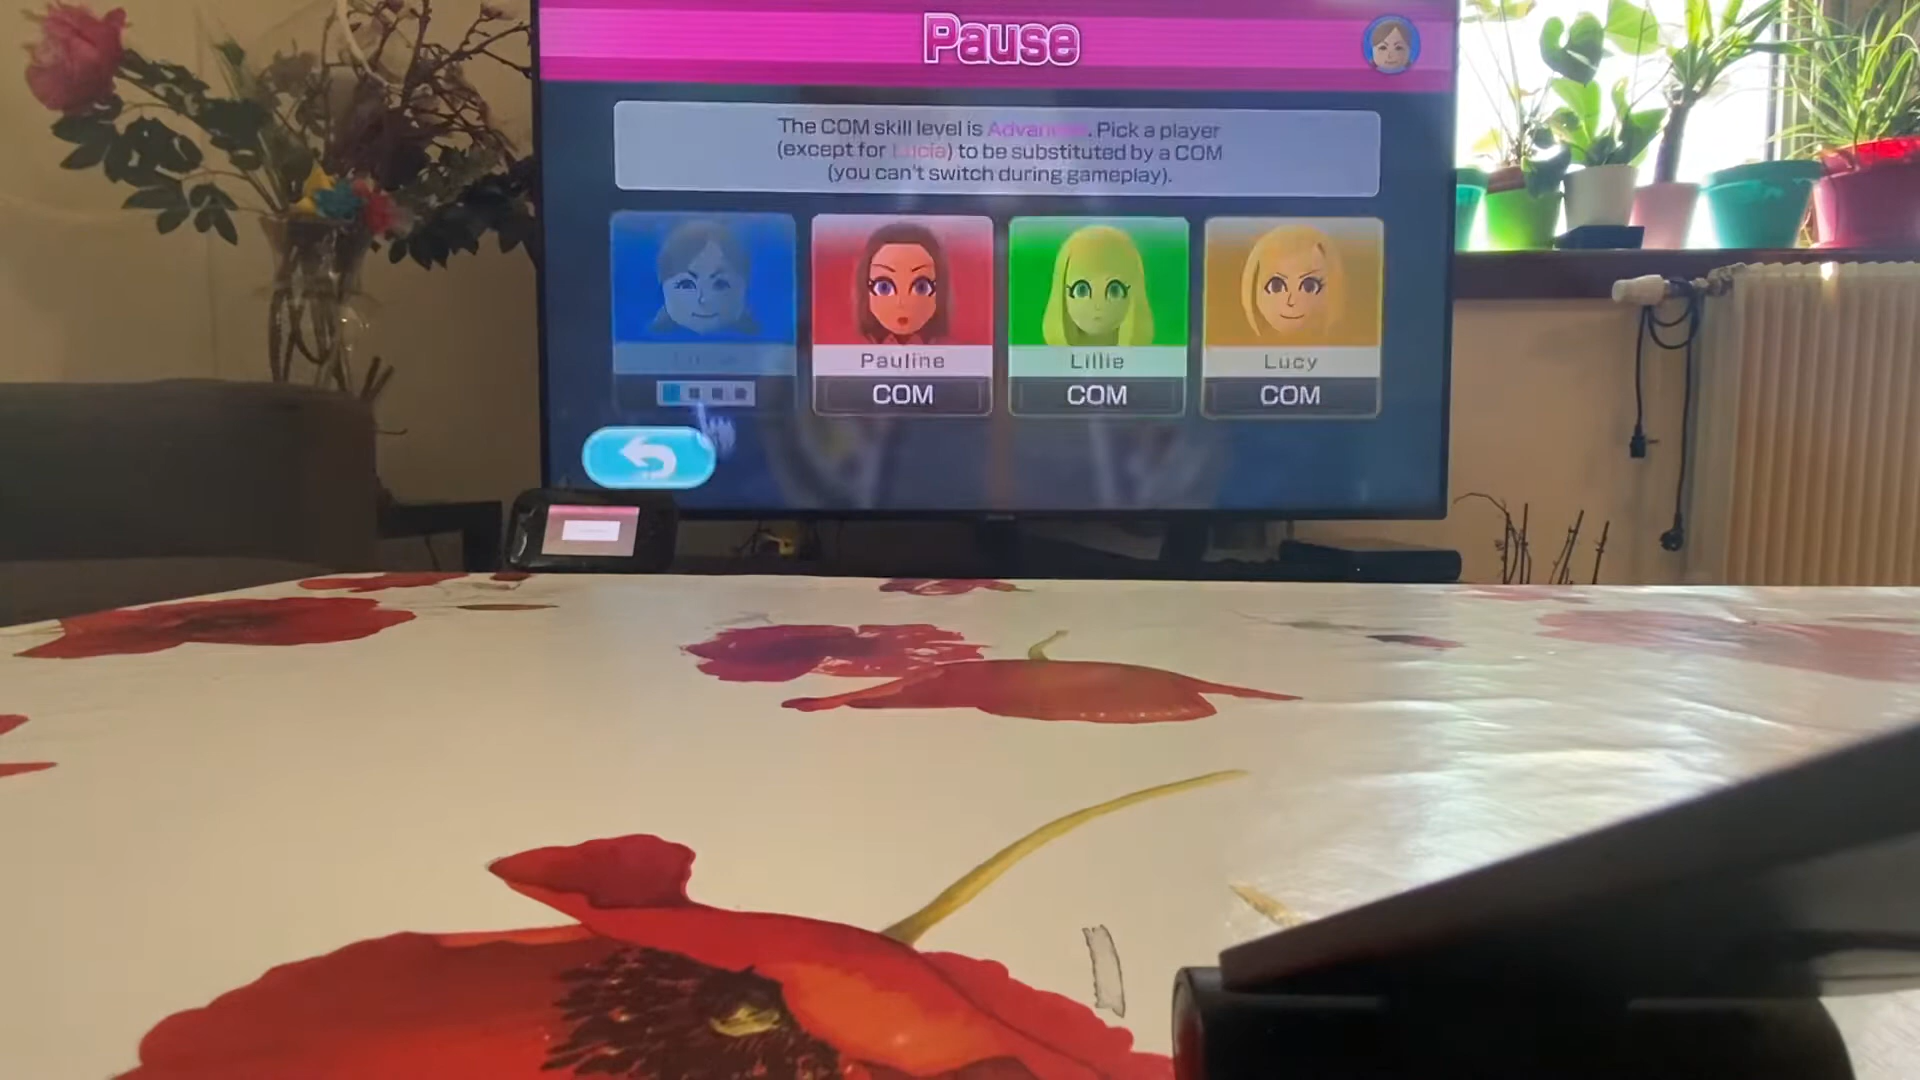 Pause
The COM skill level is Advanced. Pick a player
(except for Lucia) to be substituted by a COM
(you can't switch during gameplay).
Pauline
Lillie
Lucy
COM
COM
COM